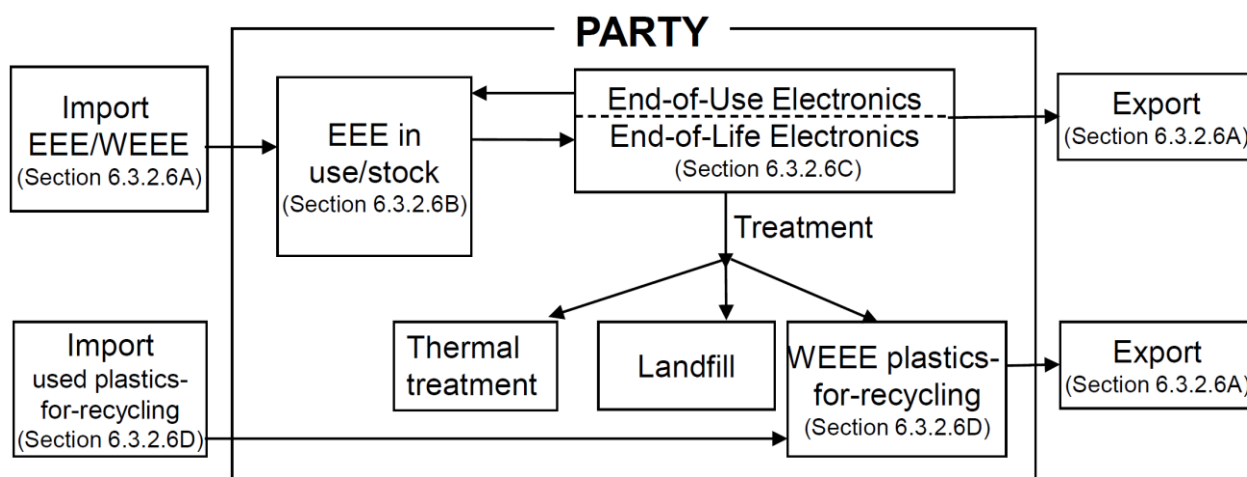 PARTY
Import
EEE/WEEE
(Section 6.3.2.6A)
EEE in
use/stock
(Section 6.3.2.6B)
End-of-Use Electronics
End-of-Life Electronics
(Section 6.3.2.6C)
Export
(Section 6.3.2.6A)
Treatment
Import
used plastics-
for-recycling
(Section 6.3.2.6D)
Thermal
treatment
Landfill
WEEE plastics-
for-recycling
(Section 6.3.2.6D)
Export
(Section 6.3.2.6A)